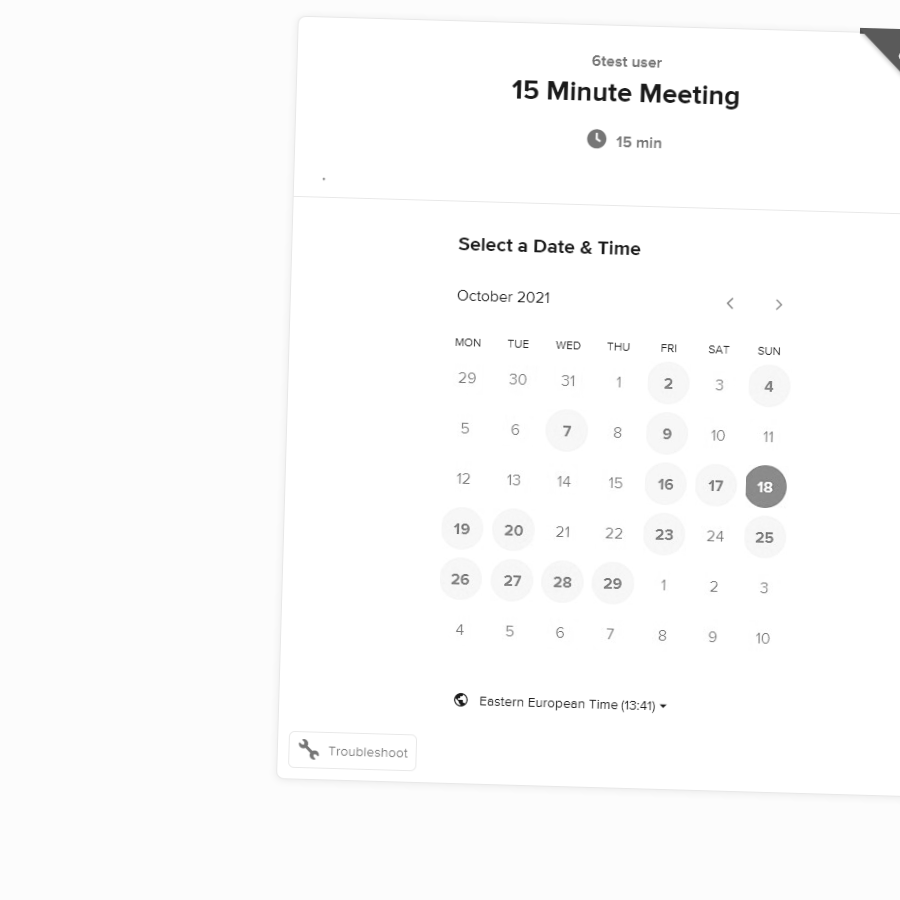 6test user
15 Minute Meeting
15 min
.
Select a Date & Time
October 2021
MON TUE WED THU FRI SAT SUN
29 30 31 1 2 3 4
5 6 7 8 9 10 11
12 13 14 15 16 17 18
19 20 21 22 23 24 25
26 27 28 29 1 2 3
4 5 6 7 8 9 10
Eastern European Time (13:41)
Troubleshoot